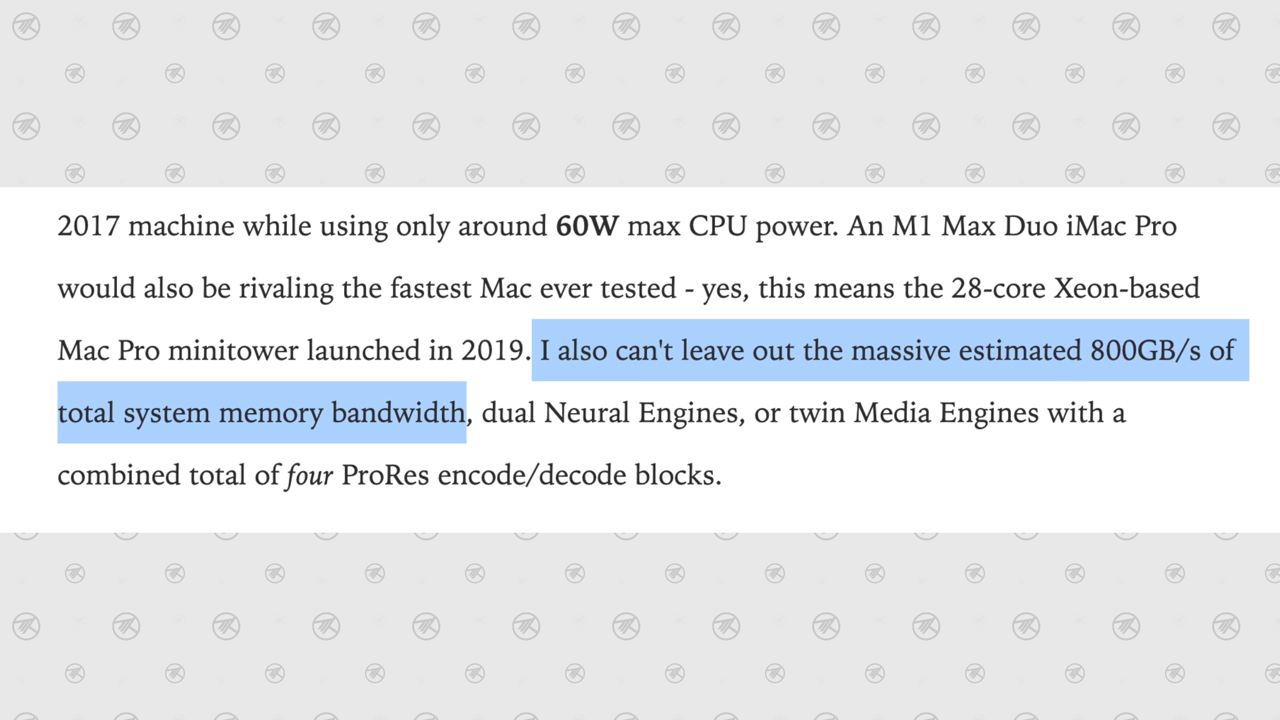 2017 machine while using only around 60W max CPU power. An M1 Max Duo iMac Pro
would also be rivaling the fastest Mac ever tested - yes, this means the 28-core Xeon-based
Mac Pro minitower launched in 2019. I also can't leave out the massive estimated 800GB/s of
total system memory bandwidth, dual Neural Engines, or twin Media Engines with a
combined total of four ProRes encode/decode blocks.